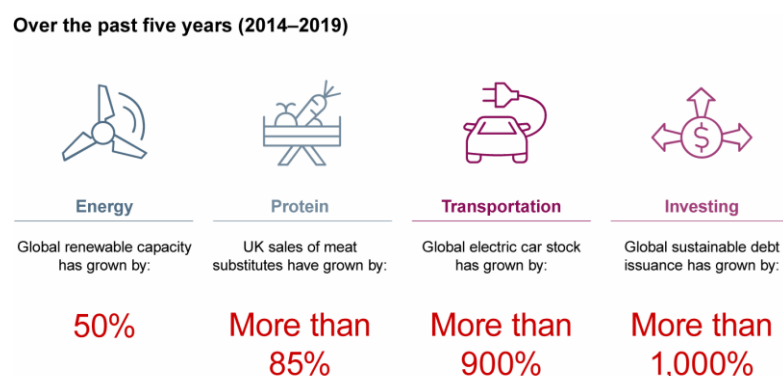 Over the past five years (2014–2019)
$
Energy
Global renewable capacity
has grown by:
50%
Protein
UK sales of meat
substitutes have grown by:
More than
85%
Transportation
Global electric car stock
has grown by:
More than
900%
Investing
Global sustainable debt
issuance has grown by:
More than
1,000%